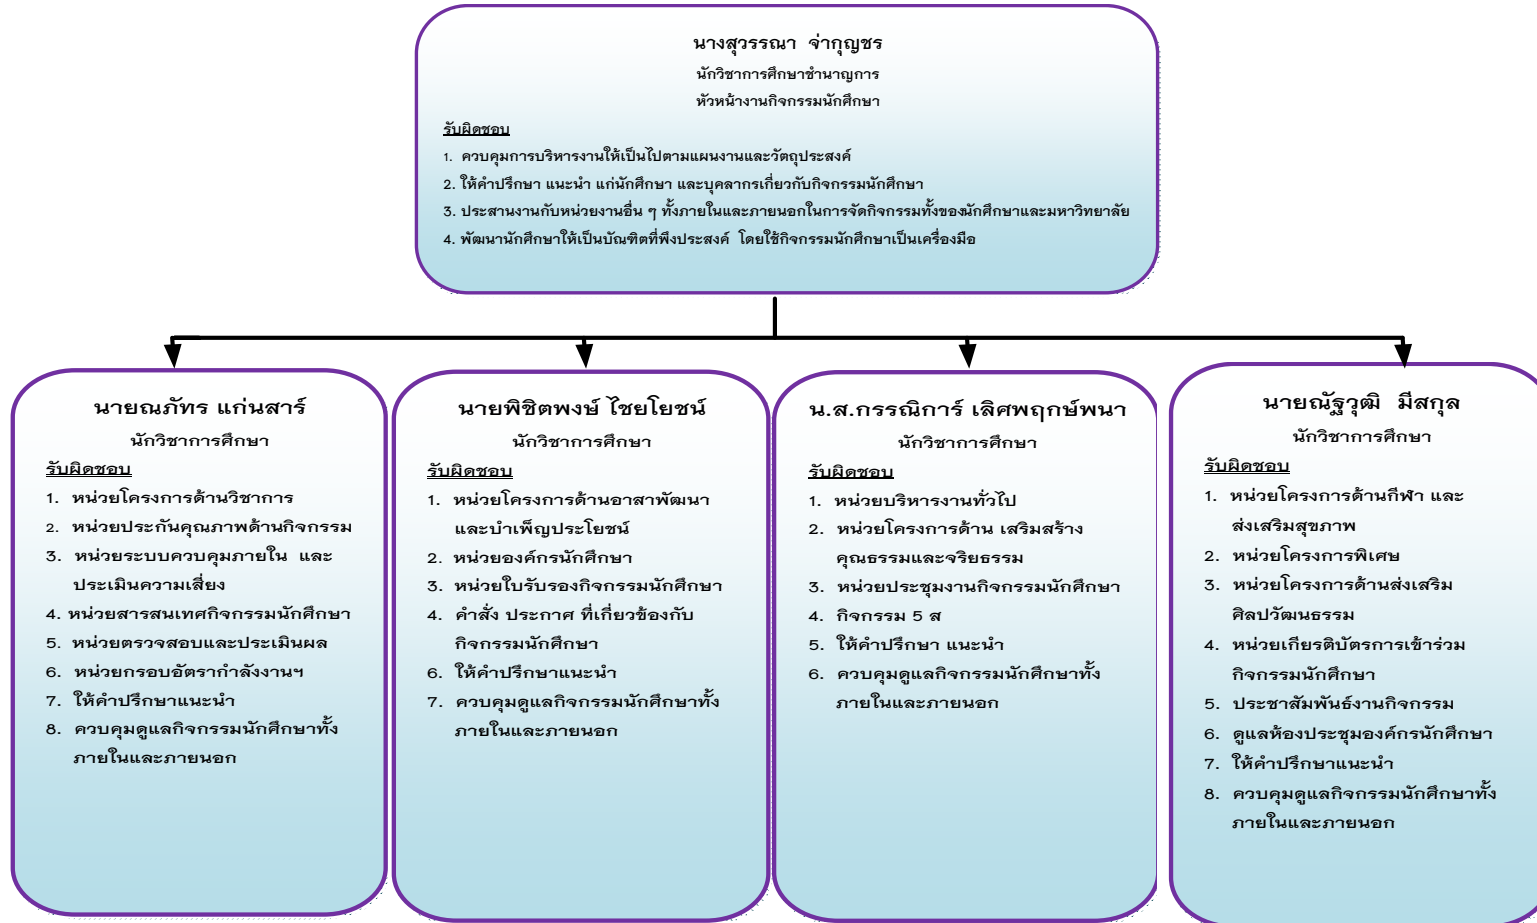 นางสุวรรณา จ่ากุญชร
นักวิชาการศึกษาชำนาญการ
หัวหน้างานกิจกรรมนักศึกษา
รับผิดชอบ
1. ควบคุมการบริหารงานให้เป็นไปตามแผนงานและวัตถุประสงค์
2. ให้คำปรึกษา แนะนำ แก่นักศึกษา และบุคลากรเกี่ยวกับกิจกรรมนักศึกษา
3. ประสานงานกับหน่วยงานอื่น ๆ ทั้งภายในและภายนอกในการจัดกิจกรรมทั้งของนักศึกษาและมหาวิทยาลัย
4. พัฒนานักศึกษาให้เป็นบัณฑิตที่พึงประสงค์ โดยใช้กิจกรรมนักศึกษาเป็นเครื่องมือ
นายณภัทร แก่นสาร์
นักวิชาการศึกษา
รับผิดชอบ
1. หน่วยโครงการด้านวิชาการ
2. หน่วยประกันคุณภาพด้านกิจกรรม
3. หน่วยระบบควบคุมภายใน และ
ประเมินความเสี่ยง
4. หน่วยสารสนเทศกิจกรรมนักศึกษา
5. หน่วยตรวจสอบและประเมินผล
6. หน่วยกรอบอัตรากำลังงานฯ
7. ให้คำปรึกษาแนะนำ
8. ควบคุมดูแลกิจกรรมนักศึกษาทั้ง
ภายในและภายนอก
นายพิชิตพงษ์ ไชยโยชน์
นักวิชาการศึกษา
รับผิดชอบ
1. หน่วยโครงการด้านอาสาพัฒนา
และบำเพ็ญประโยชน์
2. หน่วยองค์กรนักศึกษา
3. หน่วยใบรับรองกิจกรรมนักศึกษา
4. คำสั่ง ประกาศ ที่เกี่ยวข้องกับ
กิจกรรมนักศึกษา
6. ให้คำปรึกษาแนะนำ
7. ควบคุมดูแลกิจกรรมนักศึกษาทั้ง
ภายในและภายนอก
น.ส.กรรณิการ์ เลิศพฤกษ์พนา
นักวิชาการศึกษา
รับผิดชอบ
1. หน่วยบริหารงานทั่วไป
2. หน่วยโครงการด้าน เสริมสร้าง
คุณธรรมและจริยธรรม
3. หน่วยประชุมงานกิจกรรมนักศึกษา
4. กิจกรรม 5 ส
5. ให้คำปรึกษา แนะนำ
6. ควบคุมดูแลกิจกรรมนักศึกษาทั้ง
ภายในและภายนอก
นายณัฐวุฒิ มีสกุล
นักวิชาการศึกษา
รับผิดชอบ
1. หน่วยโครงการด้านกีฬา และ
ส่งเสริมสุขภาพ
2. หน่วยโครงการพิเศษ
3. หน่วยโครงการด้านส่งเสริม
ศิลปวัฒนธรรม
4. หน่วยเกียรติบัตรการเข้าร่วม
กิจกรรมนักศึกษา
5. ประชาสัมพันธ์งานกิจกรรม
6. ดูแลห้องประชุมองค์กรนักศึกษา
7. ให้คำปรึกษาแนะนำ
8. ควบคุมดูแลกิจกรรมนักศึกษาทั้ง
ภายในและภายนอก